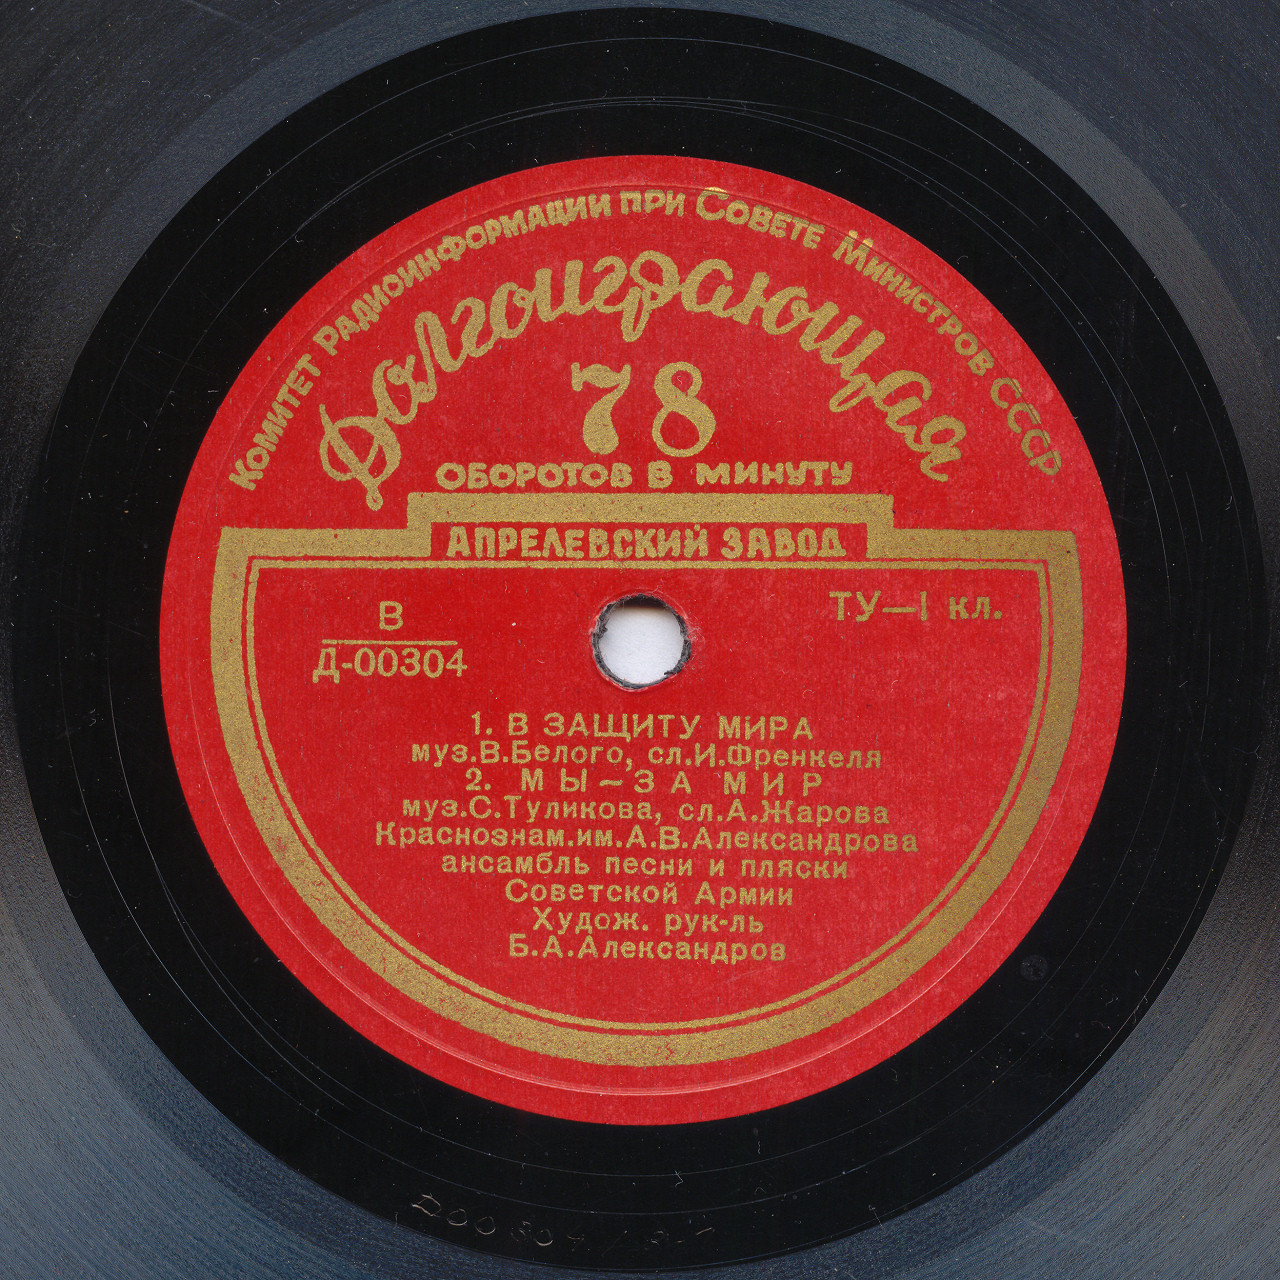 Комитет Радиоинформации при Совете Министров СССР
Долгоиграющая
78
ОБОРОТОВ В МИНУТУ
АПРЕЛЕВСКИЙ ЗАВОД
В
Д-00304
ТУ—I кл.
1. В ЗАЩИТУ МИРА
муз.В.Белого, сл.И.Френкеля
2. МЫ – ЗА МИР
муз.С.Туликова, сл.А.Жарова
Краснознам.им.А.В.Александрова
ансамбль песни и пляски
Советской Армии
Худож. рук-ль
Б.А.Александров